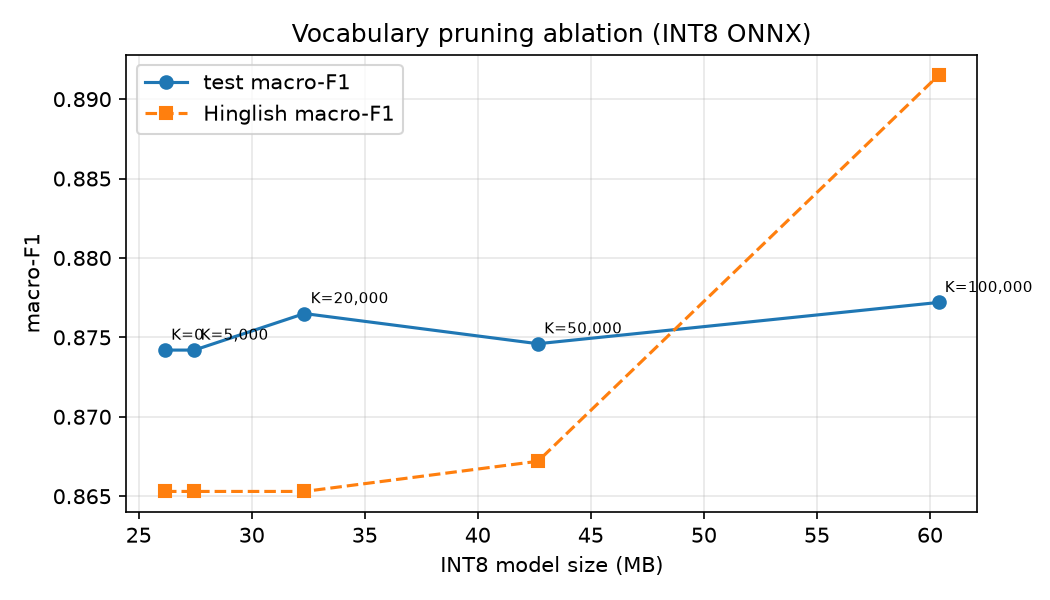 Vocabulary pruning ablation (INT8 ONNX)
test macro-F1
Hinglish macro-F1
0.890
0.885
0.880
0.875
0.870
0.865
macro-F1
K=0
K=5,000
K=20,000
K=50,000
K=100,000
25 30 35 40 45 50 55 60
INT8 model size (MB)